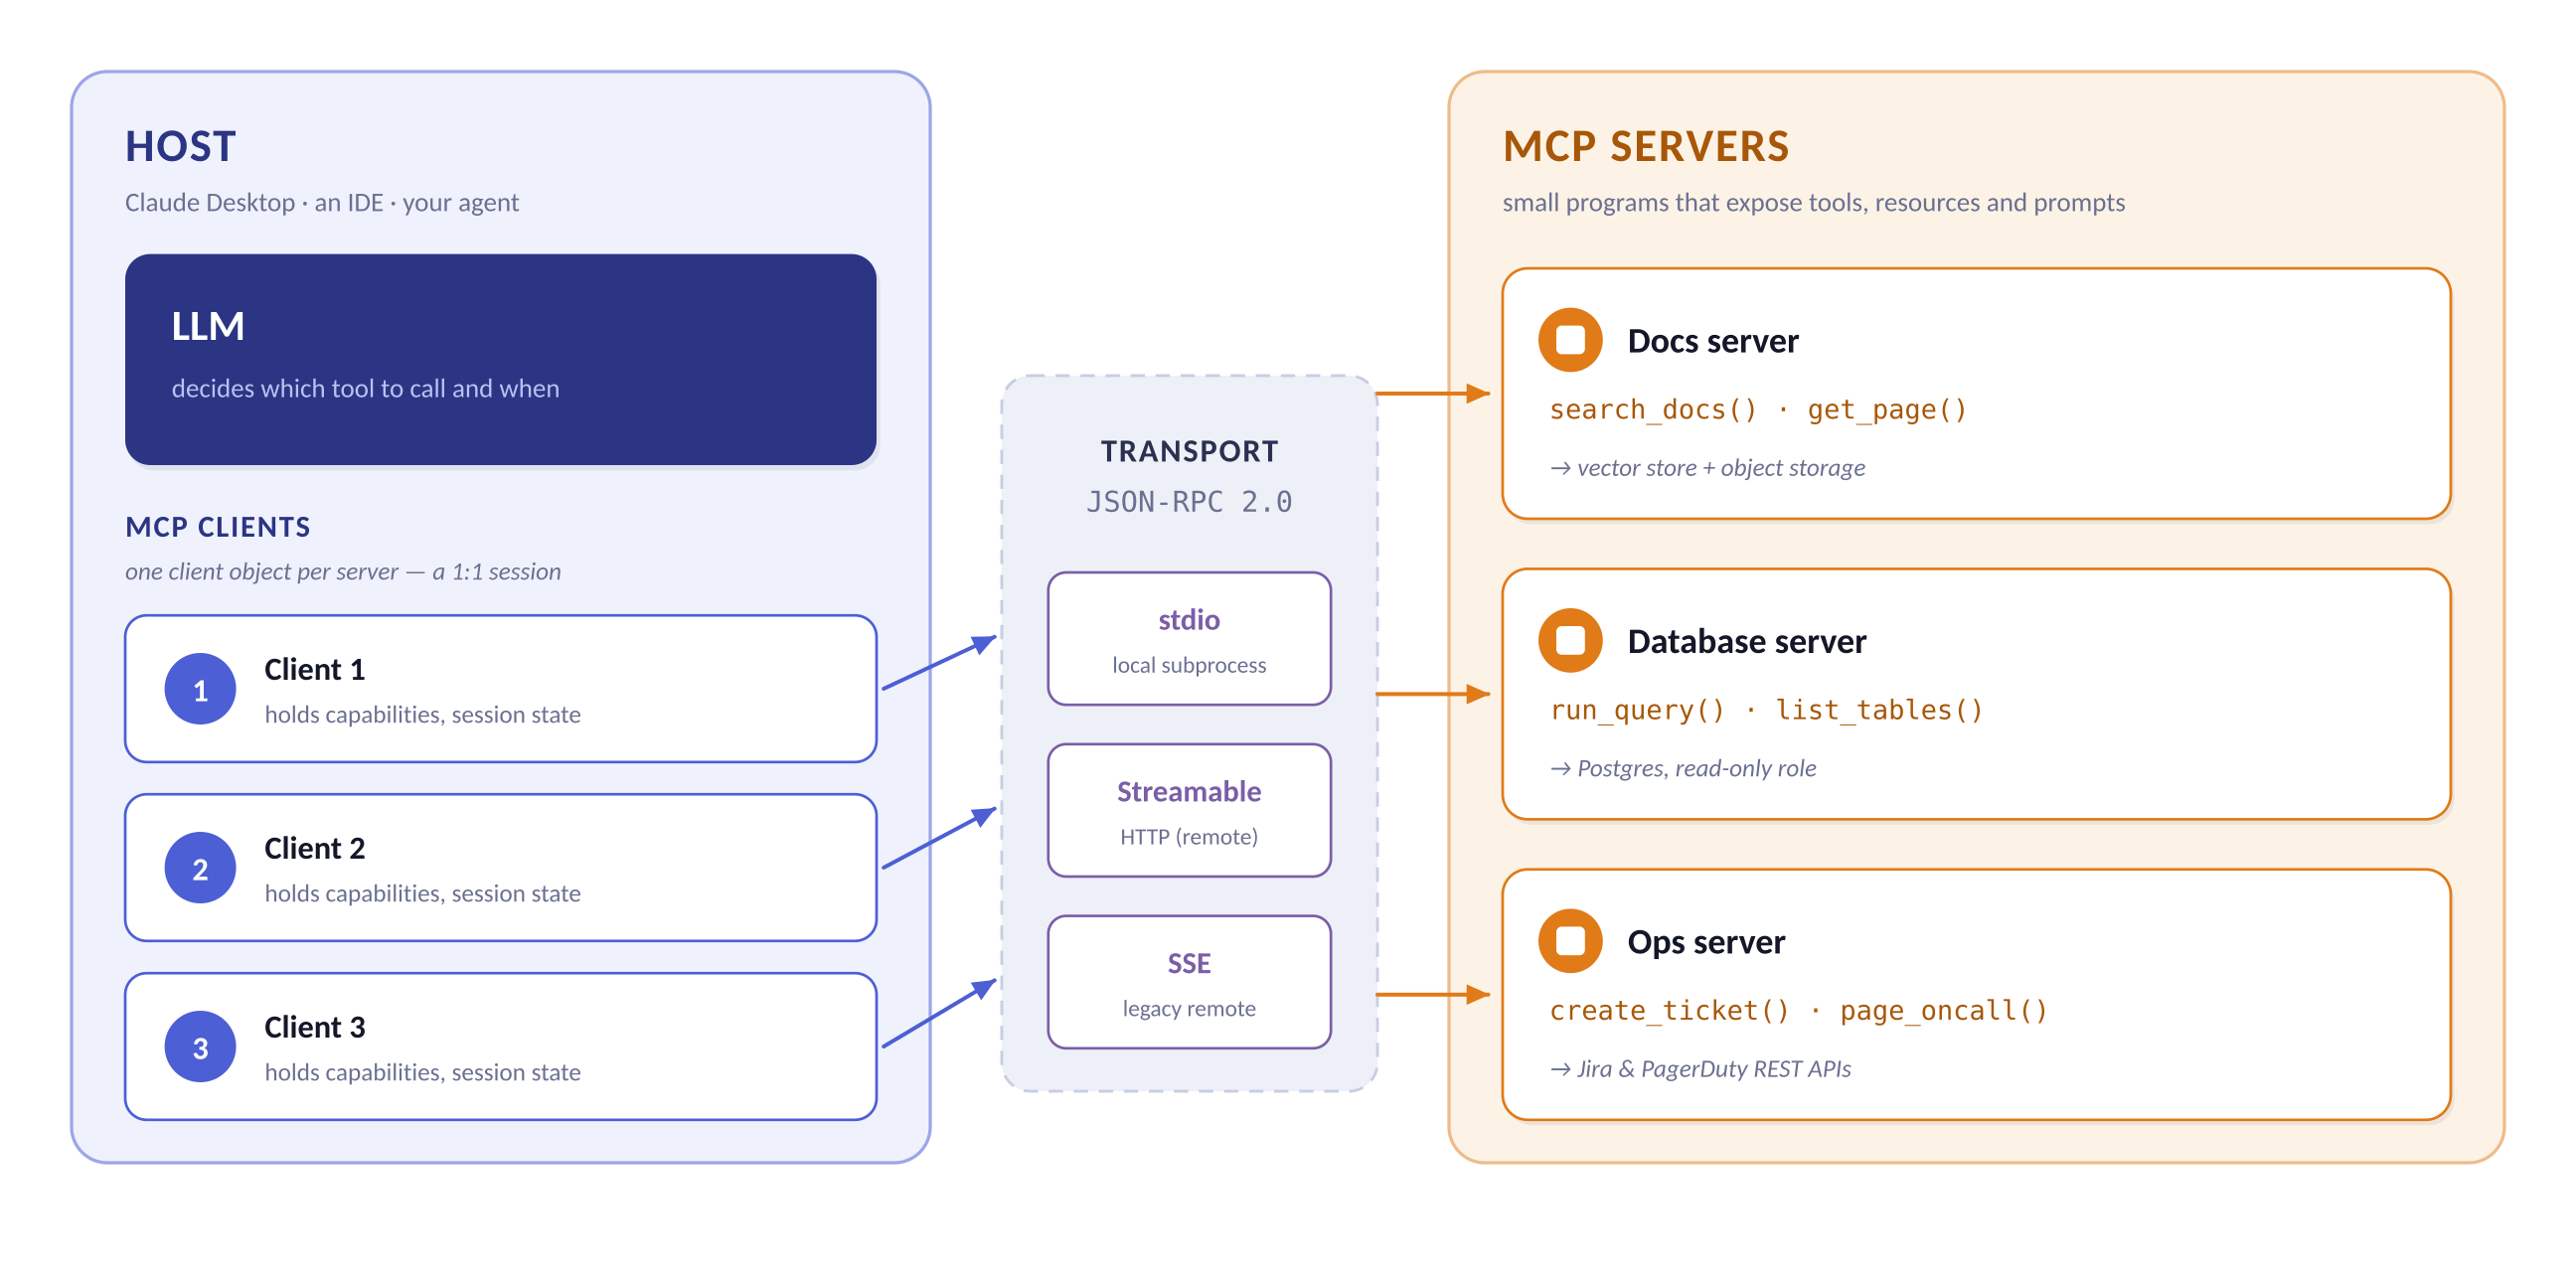 HOST
Claude Desktop · an IDE · your agent
LLM
decides which tool to call and when
MCP CLIENTS
one client object per server — a 1:1 session
1
Client 1
holds capabilities, session state
2
Client 2
holds capabilities, session state
3
Client 3
holds capabilities, session state
TRANSPORT
JSON-RPC 2.0
stdio
local subprocess
Streamable
HTTP (remote)
SSE
legacy remote
MCP SERVERS
small programs that expose tools, resources and prompts
Docs server
search_docs() · get_page()
→ vector store + object storage
Database server
run_query() · list_tables()
→ Postgres, read-only role
Ops server
create_ticket() · page_oncall()
→ Jira & PagerDuty REST APIs